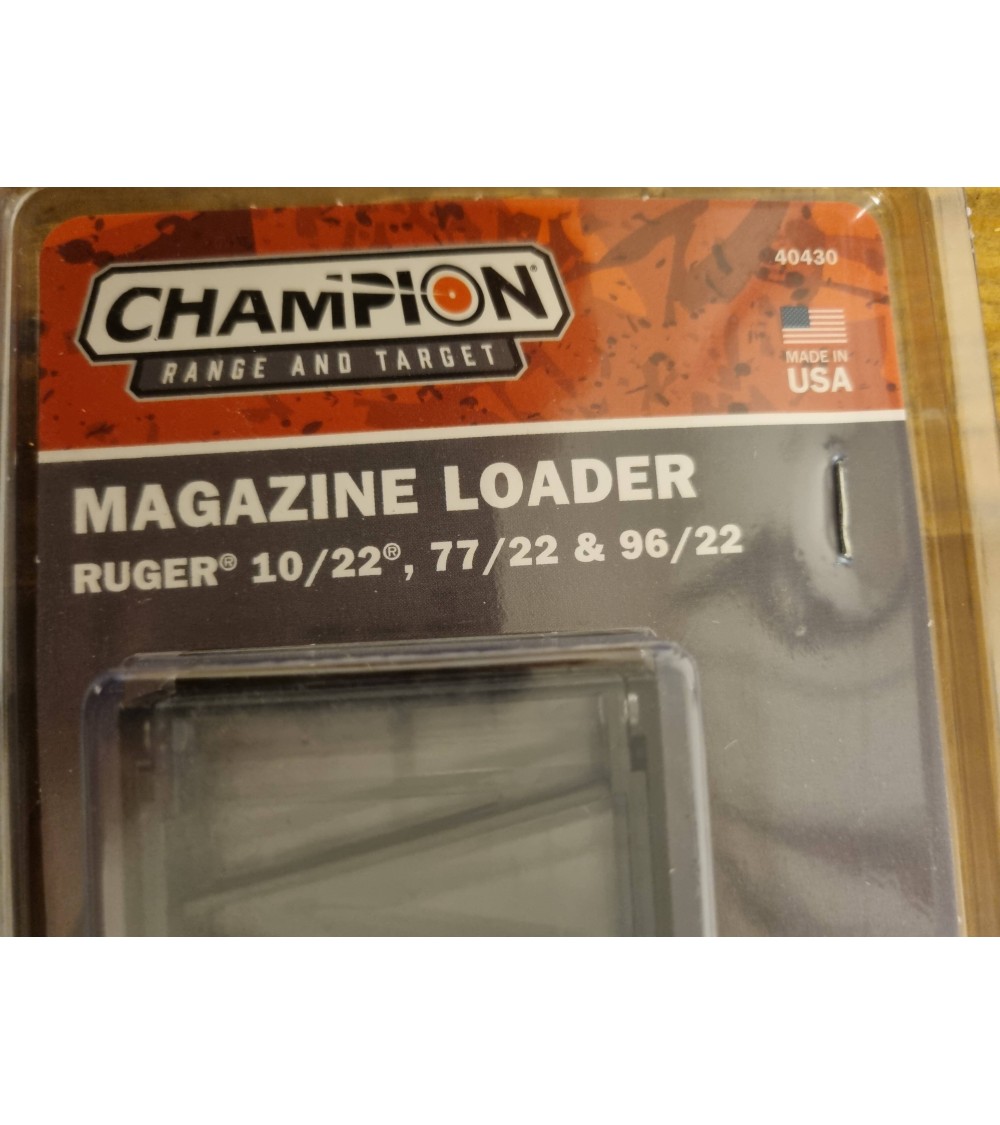 CHAMPION®
RANGE AND TARGET
40430
MADE IN
USA
MAGAZINE LOADER
RUGER® 10/22®, 77/22 & 96/22